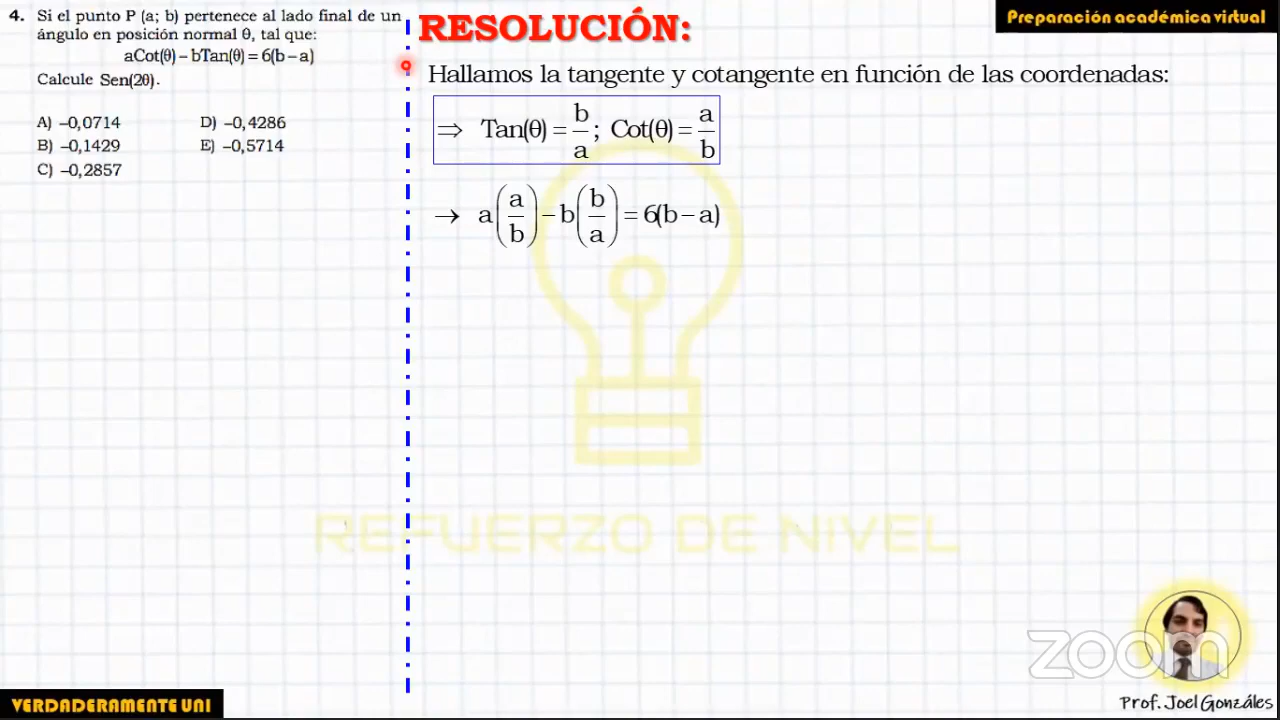 4. Si el punto P (a; b) pertenece al lado final de un
ángulo en posición normal θ, tal que:
aCot(θ) – bTan(θ) = 6(b – a)
Calcule Sen(2θ).
A) –0,0714
D) –0,4286
B) –0,1429
E) –0,5714
C) –0,2857
RESOLUCIÓN:
Preparación académica virtual
Hallamos la tangente y cotangente en función de las coordenadas:
⇒ Tan(θ) = b/a ; Cot(θ) = a/b
→ a(a/b) – b(b/a) = 6(b – a)
REFUERZO DE NIVEL
zoom
Prof. Joel Gonzáles
VERDADERAMENTE UNI